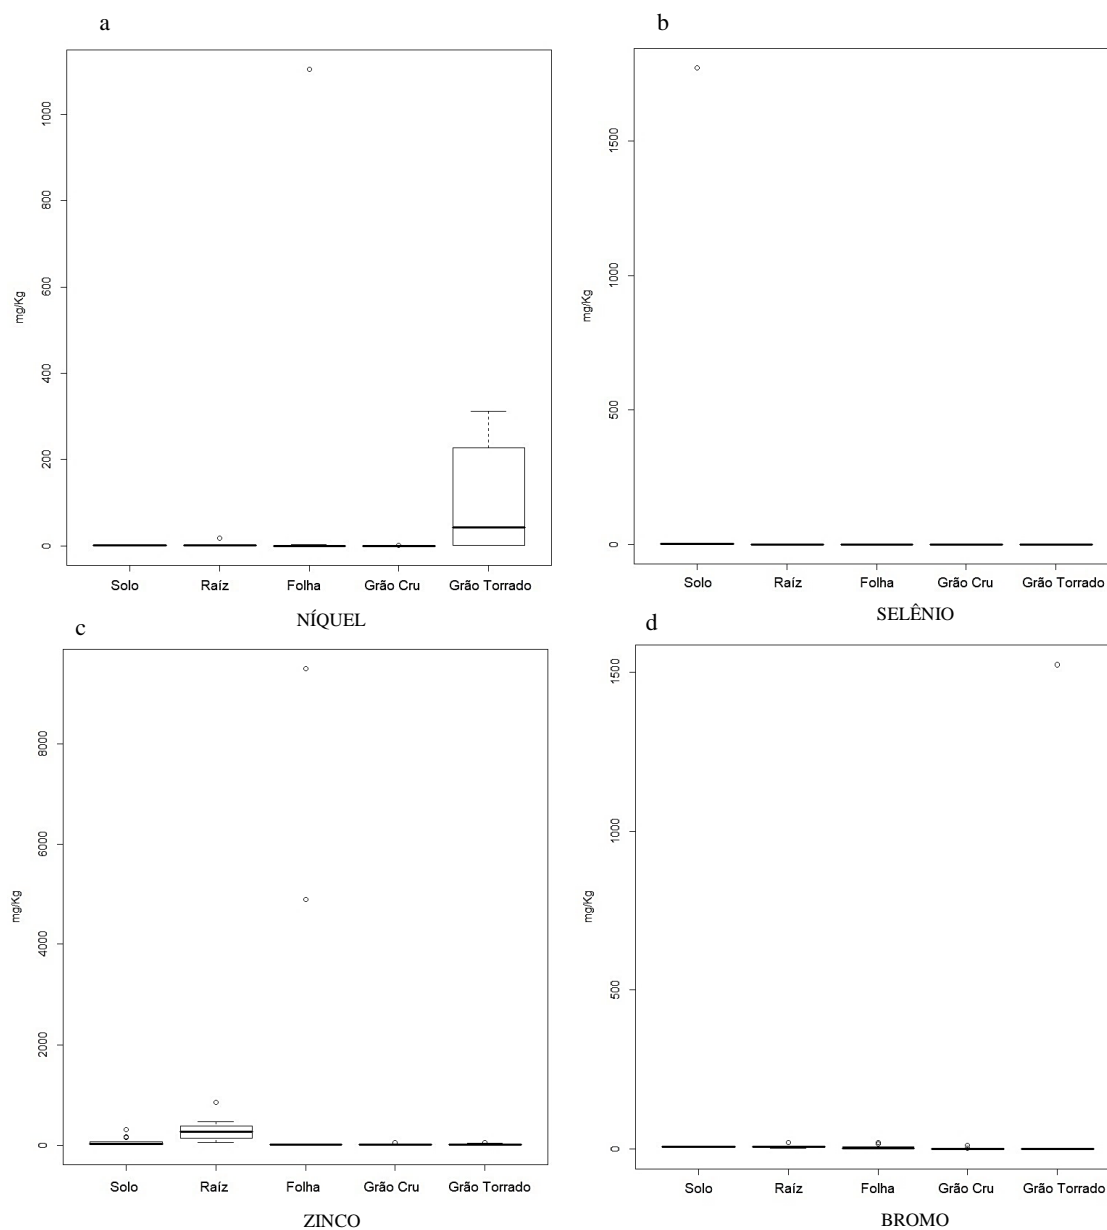 a
mg/Kg
1000
800
600
400
200
0
Solo Raíz Folha Grão Cru Grão Torrado
NÍQUEL
b
mg/Kg
1500
1000
500
0
Solo Raíz Folha Grão Cru Grão Torrado
SELÊNIO
c
mg/Kg
8000
6000
4000
2000
0
Solo Raíz Folha Grão Cru Grão Torrado
ZINCO
d
mg/Kg
1500
1000
500
0
Solo Raíz Folha Grão Cru Grão Torrado
BROMO